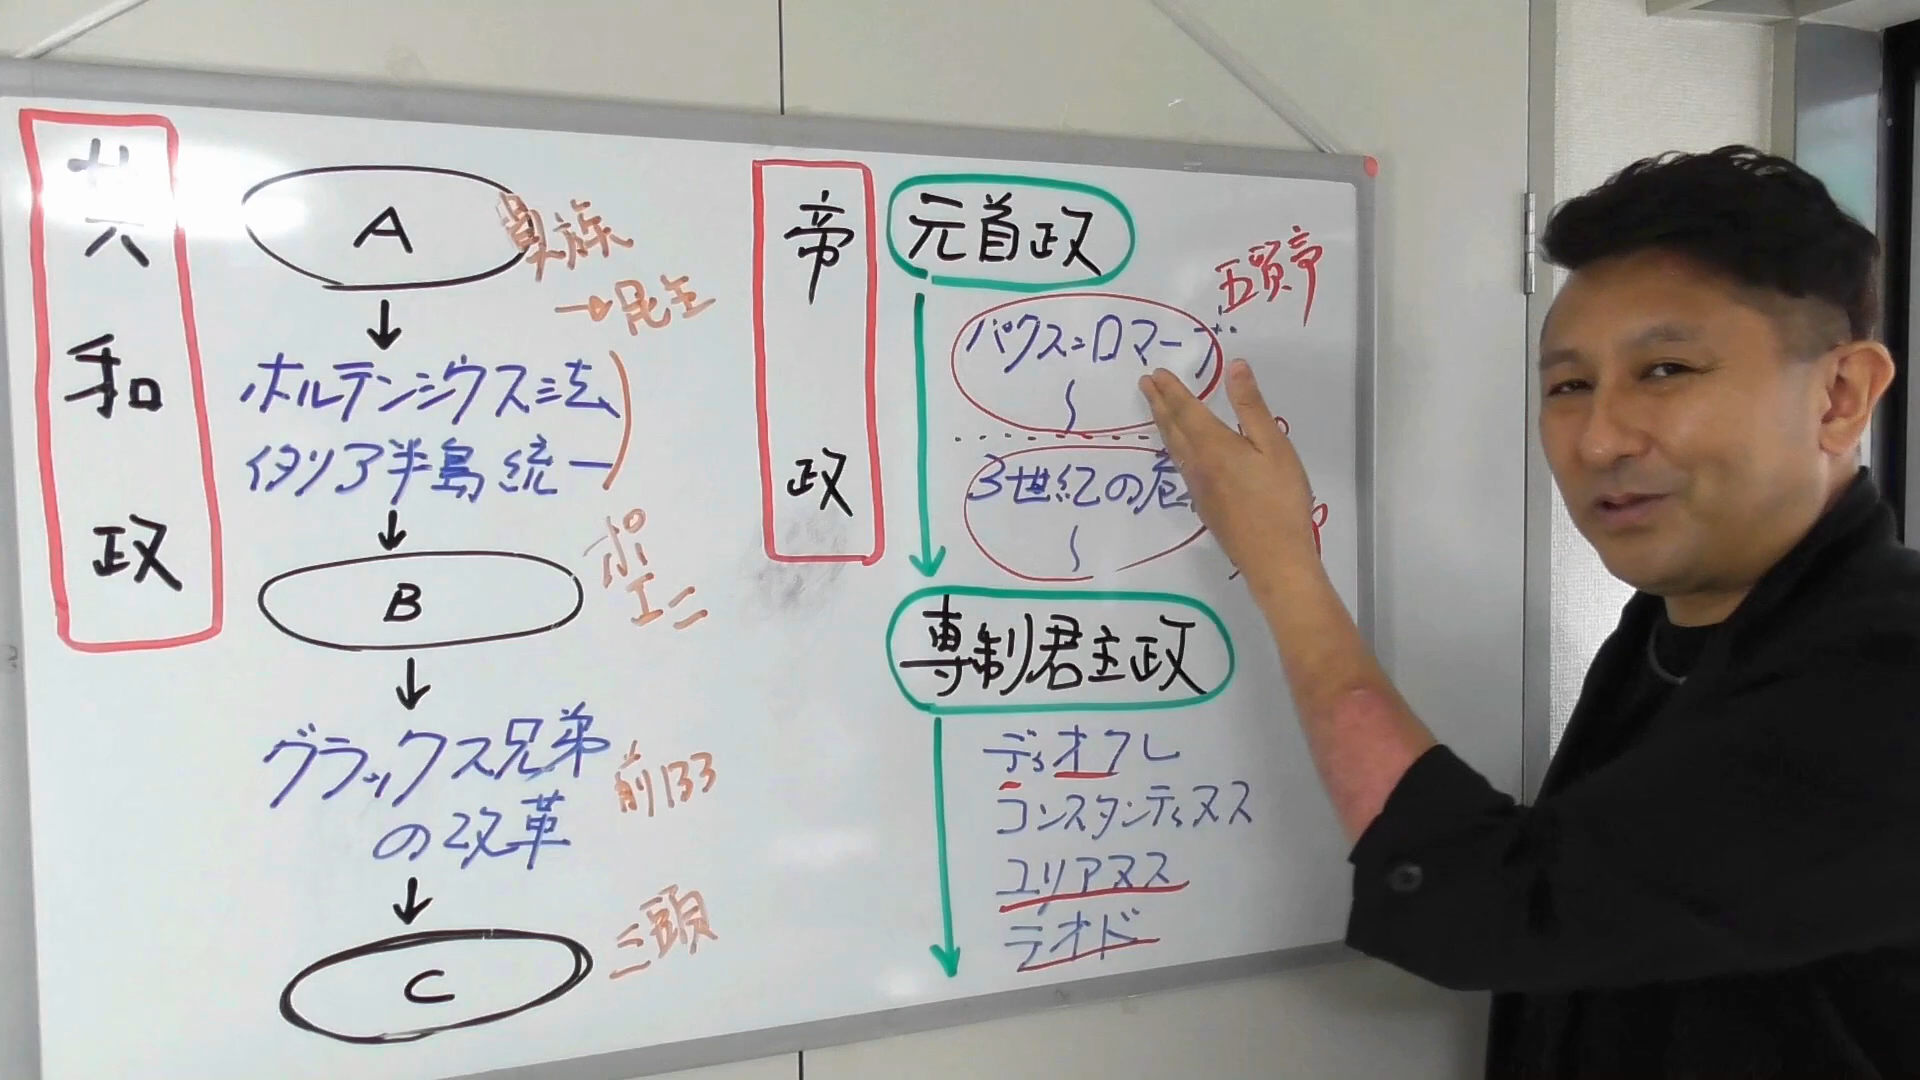 共和政
A
貴族
→民主
ホルテンシウス法
イタリア半島統一
B
ポエニ
グラックス兄弟
の改革
前133
C
三頭
帝政
元首政
五賢帝
パクス=ロマーナ
〜
3世紀の危
〜
専制君主政
ディオクレ
コンスタンティヌス
ユリアヌス
テオド